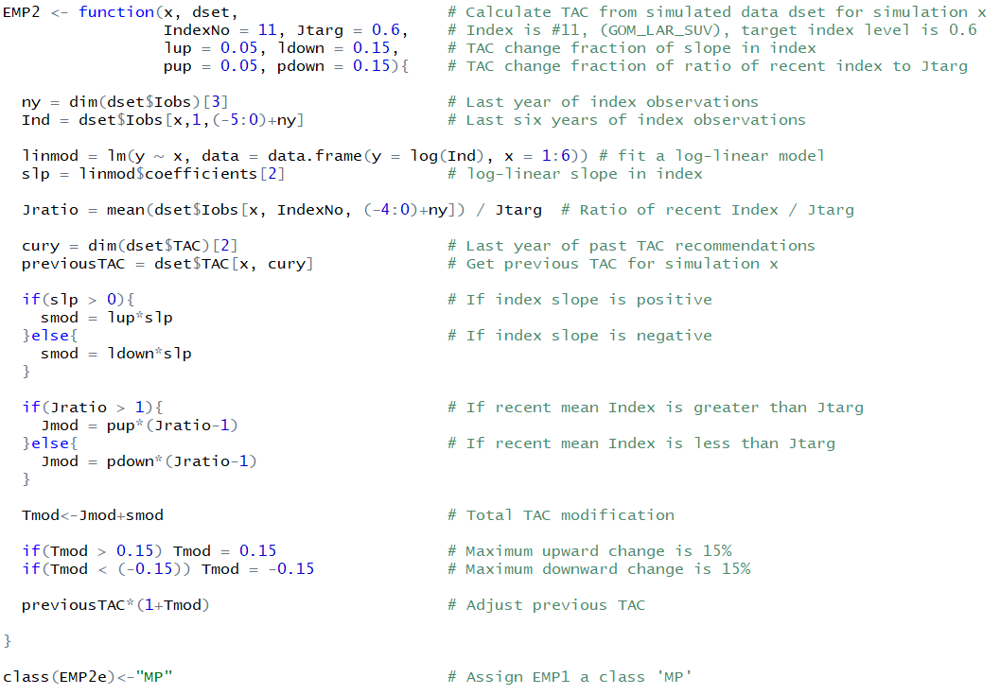 EMP2 <- function(x, dset, # Calculate TAC from simulated data dset for simulation x
IndexNo = 11, Jtarg = 0.6, # Index is #11, (GOM_LAR_SUV), target index level is 0.6
lup = 0.05, ldown = 0.15, # TAC change fraction of slope in index
pup = 0.05, pdown = 0.15){ # TAC change fraction of ratio of recent index to Jtarg
ny = dim(dset$Iobs)[3] # Last year of index observations
Ind = dset$Iobs[x,1,(-5:0)+ny] # Last six years of index observations
linmod = lm(y ~ x, data = data.frame(y = log(Ind), x = 1:6)) # fit a log-linear model
slp = linmod$coefficients[2] # log-linear slope in index
Jratio = mean(dset$Iobs[x, IndexNo, (-4:0)+ny]) / Jtarg # Ratio of recent Index / Jtarg
cury = dim(dset$TAC)[2] # Last year of past TAC recommendations
previousTAC = dset$TAC[x, cury] # Get previous TAC for simulation x
if(slp > 0){ # If index slope is positive
smod = lup*slp
}else{ # If index slope is negative
smod = ldown*slp
}
if(Jratio > 1){ # If recent mean Index is greater than Jtarg
Jmod = pup*(Jratio-1)
}else{ # If recent mean Index is less than Jtarg
Jmod = pdown*(Jratio-1)
}
Tmod<-Jmod+smod # Total TAC modification
if(Tmod > 0.15) Tmod = 0.15 # Maximum upward change is 15%
if(Tmod < (-0.15)) Tmod = -0.15 # Maximum downward change is 15%
previousTAC*(1+Tmod) # Adjust previous TAC
}
class(EMP2e)<-"MP" # Assign EMP1 a class 'MP'